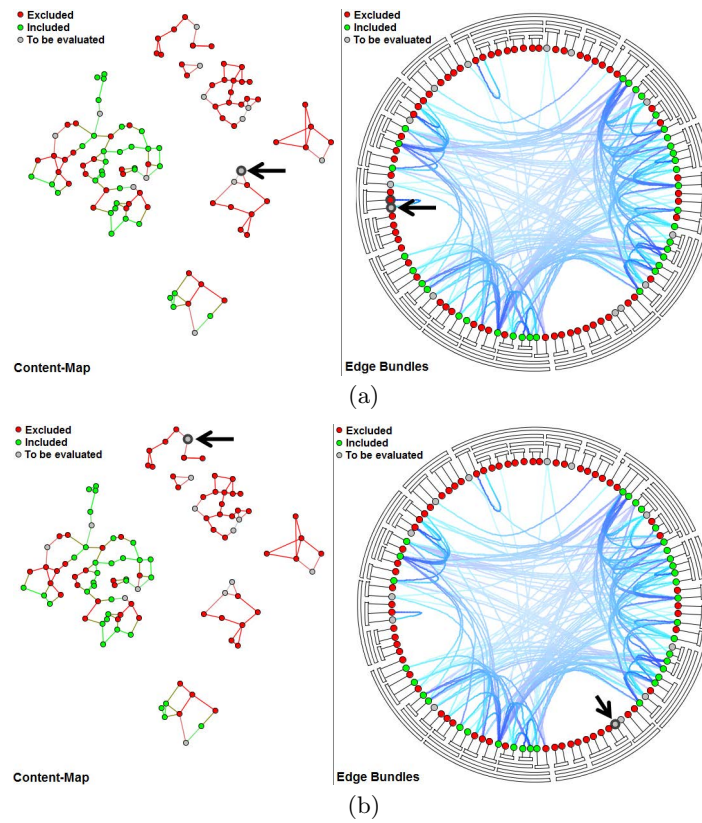 Excluded
Included
To be evaluated
Excluded
Included
To be evaluated
Content-Map
Edge Bundles
(a)
Excluded
Included
To be evaluated
Excluded
Included
To be evaluated
Content-Map
Edge Bundles
(b)